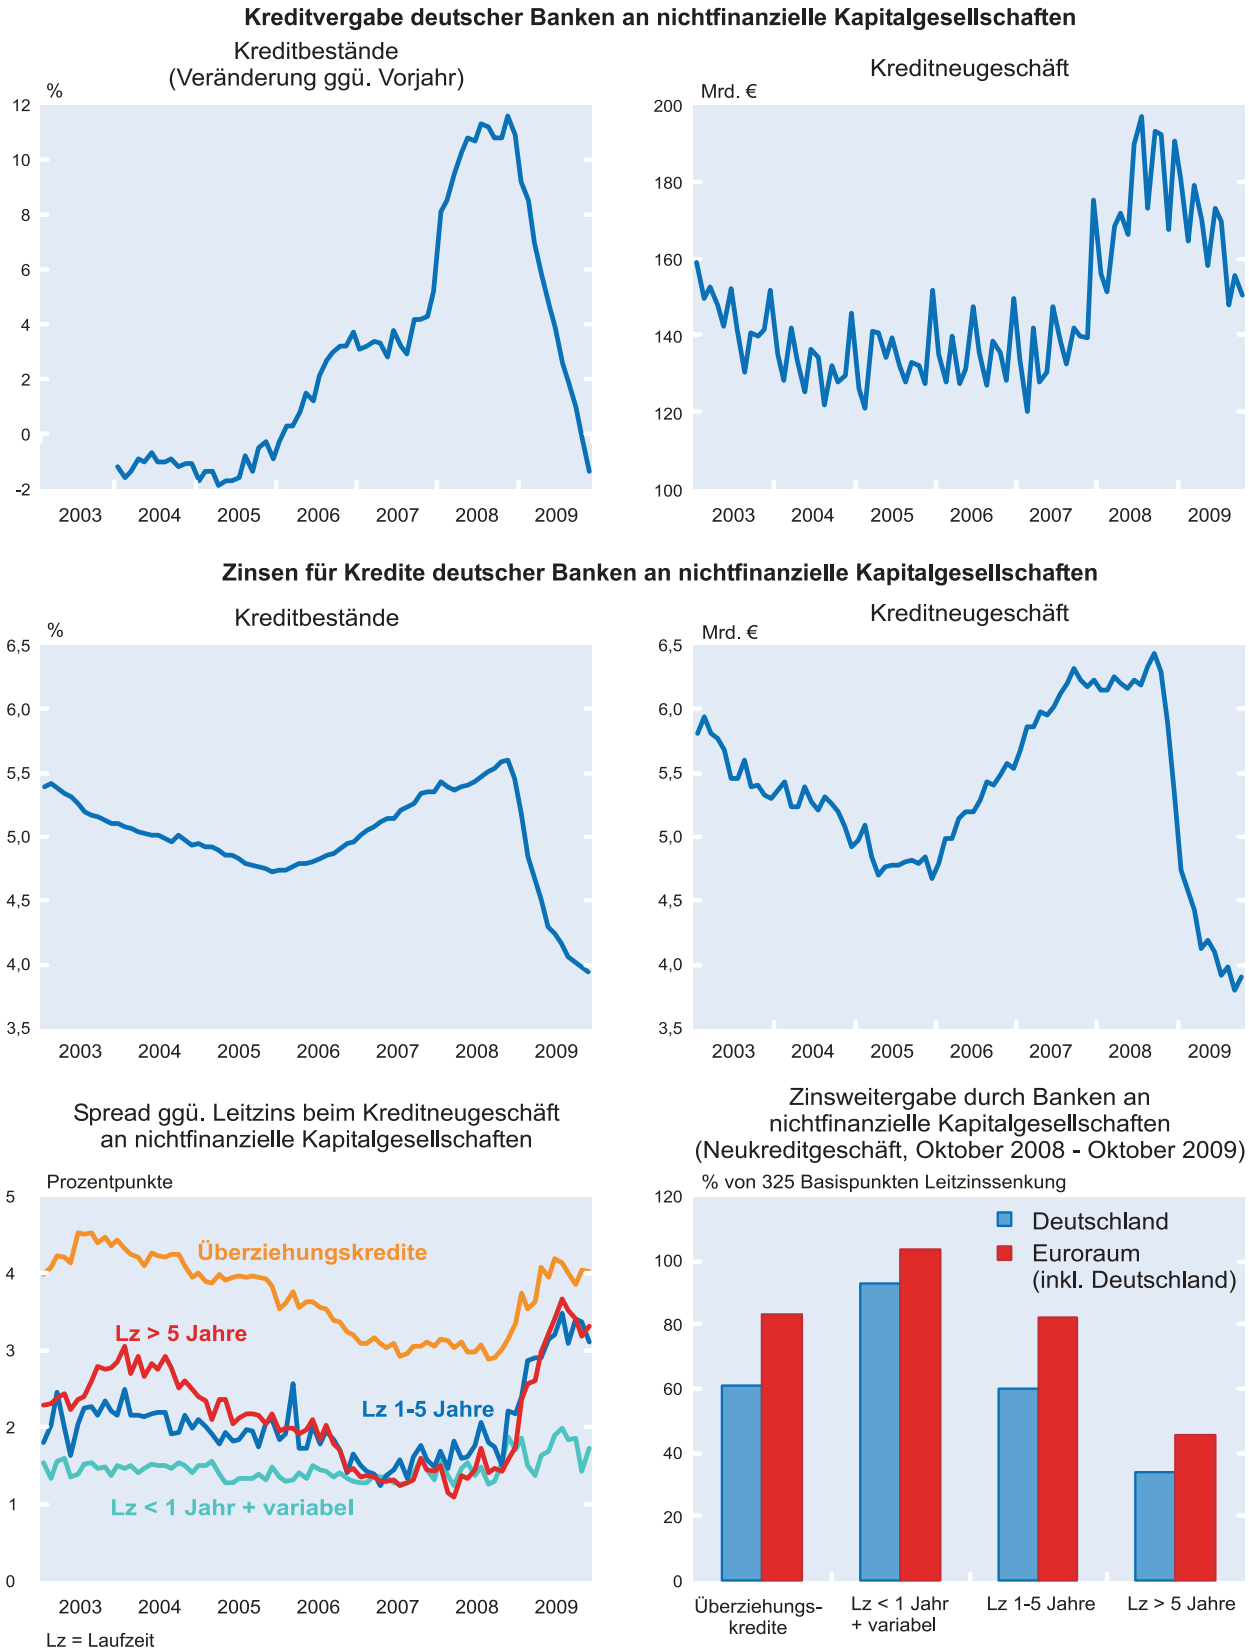 Kreditvergabe deutscher Banken an nichtfinanzielle Kapitalgesellschaften
Kreditbestände
(Veränderung ggü. Vorjahr)
%
12
10
8
6
4
2
0
-2
2003 2004 2005 2006 2007 2008 2009
Kreditneugeschäft
Mrd. €
200
180
160
140
120
100
2003 2004 2005 2006 2007 2008 2009
Zinsen für Kredite deutscher Banken an nichtfinanzielle Kapitalgesellschaften
Kreditbestände
%
6,5
6,0
5,5
5,0
4,5
4,0
3,5
2003 2004 2005 2006 2007 2008 2009
Kreditneugeschäft
Mrd. €
6,5
6,0
5,5
5,0
4,5
4,0
3,5
2003 2004 2005 2006 2007 2008 2009
Spread ggü. Leitzins beim Kreditneugeschäft
an nichtfinanzielle Kapitalgesellschaften
Prozentpunkte
5
4
3
2
1
0
Überziehungskredite
Lz > 5 Jahre
Lz 1-5 Jahre
Lz < 1 Jahr + variabel
2003 2004 2005 2006 2007 2008 2009
Lz = Laufzeit
Zinsweitergabe durch Banken an
nichtfinanzielle Kapitalgesellschaften
(Neukreditgeschäft, Oktober 2008 - Oktober 2009)
% von 325 Basispunkten Leitzinssenkung
120
100
80
60
40
20
0
Deutschland
Euroraum
(inkl. Deutschland)
Überziehungs-
kredite
Lz < 1 Jahr
+ variabel
Lz 1-5 Jahre
Lz > 5 Jahre